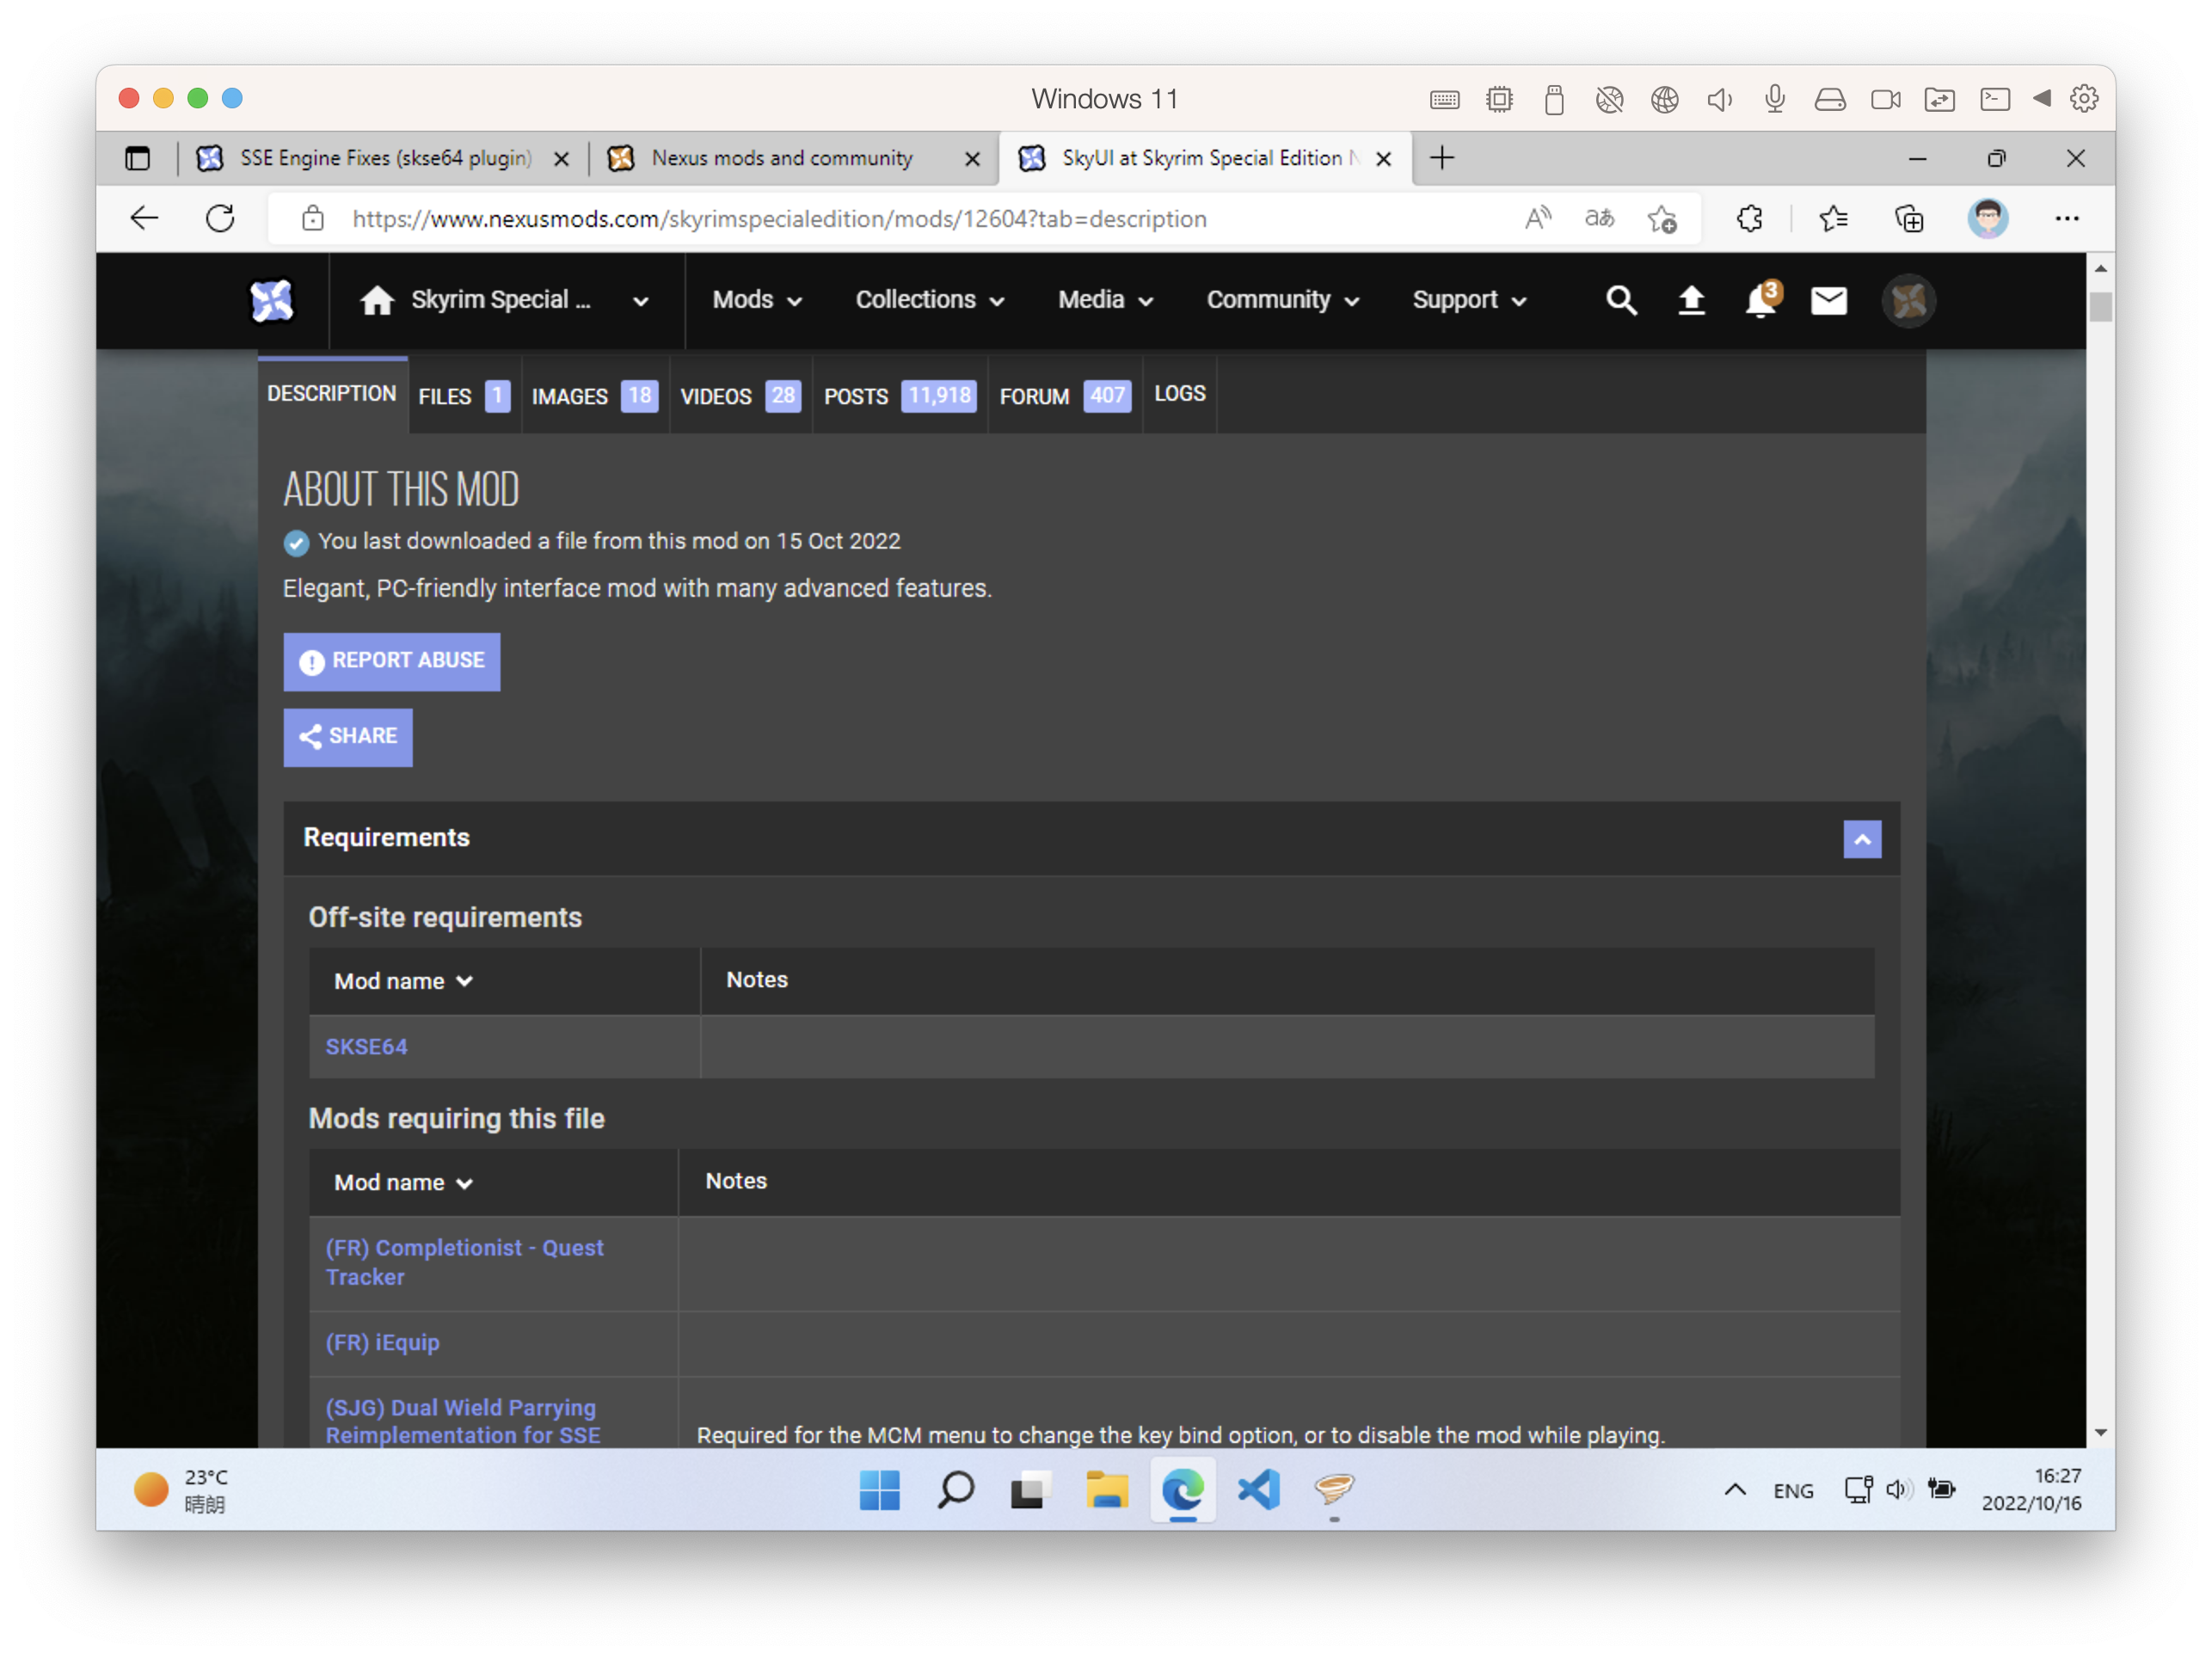 Windows 11
SSE Engine Fixes (skse64 plugin)
Nexus mods and community
SkyUI at Skyrim Special Edition N
https://www.nexusmods.com/skyrimspecialedition/mods/12604?tab=description
Skyrim Special ...
Mods
Collections
Media
Community
Support
3
DESCRIPTION
FILES 1
IMAGES 18
VIDEOS 28
POSTS 11,918
FORUM 407
LOGS
ABOUT THIS MOD
You last downloaded a file from this mod on 15 Oct 2022
Elegant, PC-friendly interface mod with many advanced features.
REPORT ABUSE
SHARE
Requirements
Off-site requirements
Mod name
Notes
SKSE64
Mods requiring this file
Mod name
Notes
(FR) Completionist - Quest
Tracker
(FR) iEquip
(SJG) Dual Wield Parrying
Reimplementation for SSE
Required for the MCM menu to change the key bind option, or to disable the mod while playing.
23°C
晴朗
ENG
16:27
2022/10/16